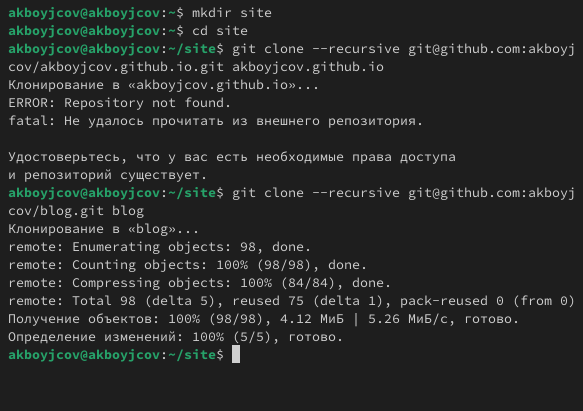 akboyjcov@akboyjcov:~$ mkdir site
akboyjcov@akboyjcov:~$ cd site
akboyjcov@akboyjcov:~/site$ git clone --recursive git@github.com:akboyj
cov/akboyjcov.github.io.git akboyjcov.github.io
Клонирование в «akboyjcov.github.io»...
ERROR: Repository not found.
fatal: Не удалось прочитать из внешнего репозитория.

Удостоверьтесь, что у вас есть необходимые права доступа
и репозиторий существует.
akboyjcov@akboyjcov:~/site$ git clone --recursive git@github.com:akboyj
cov/blog.git blog
Клонирование в «blog»...
remote: Enumerating objects: 98, done.
remote: Counting objects: 100% (98/98), done.
remote: Compressing objects: 100% (84/84), done.
remote: Total 98 (delta 5), reused 75 (delta 1), pack-reused 0 (from 0)
Получение объектов: 100% (98/98), 4.12 МиБ | 5.26 МиБ/с, готово.
Определение изменений: 100% (5/5), готово.
akboyjcov@akboyjcov:~/site$